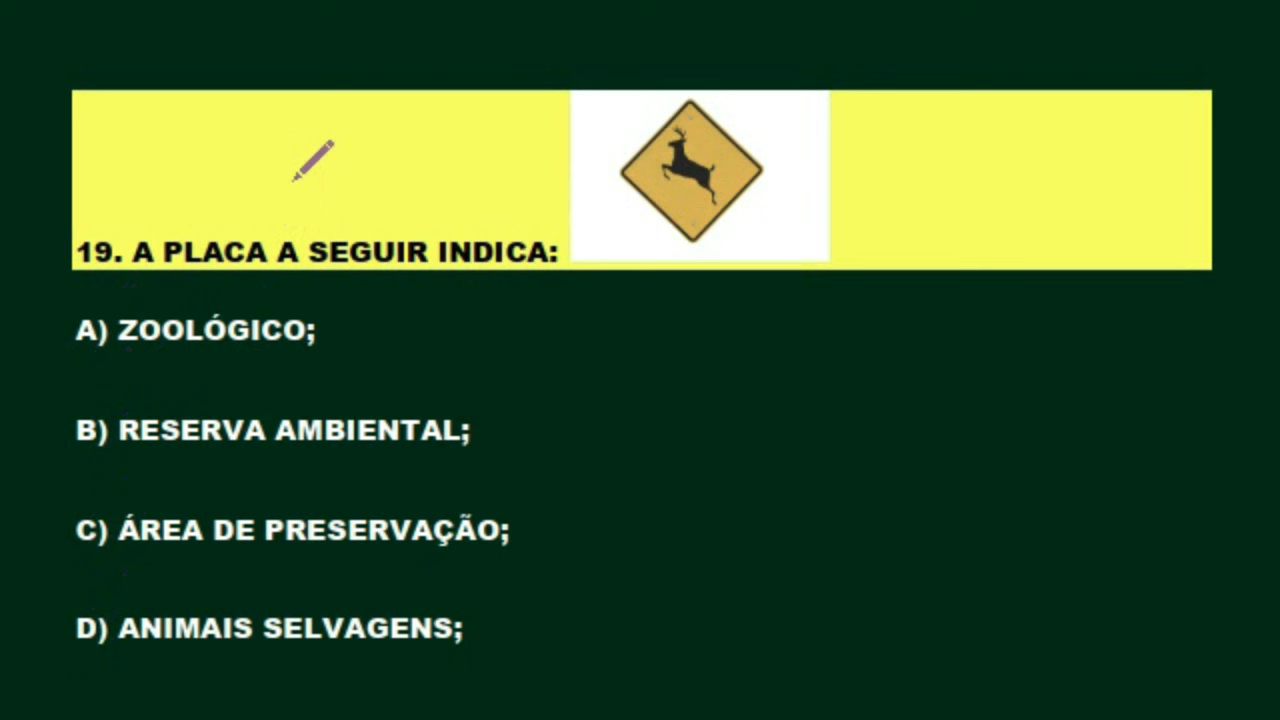 19. A PLACA A SEGUIR INDICA:
A) ZOOLÓGICO;
B) RESERVA AMBIENTAL;
C) ÁREA DE PRESERVAÇÃO;
D) ANIMAIS SELVAGENS;